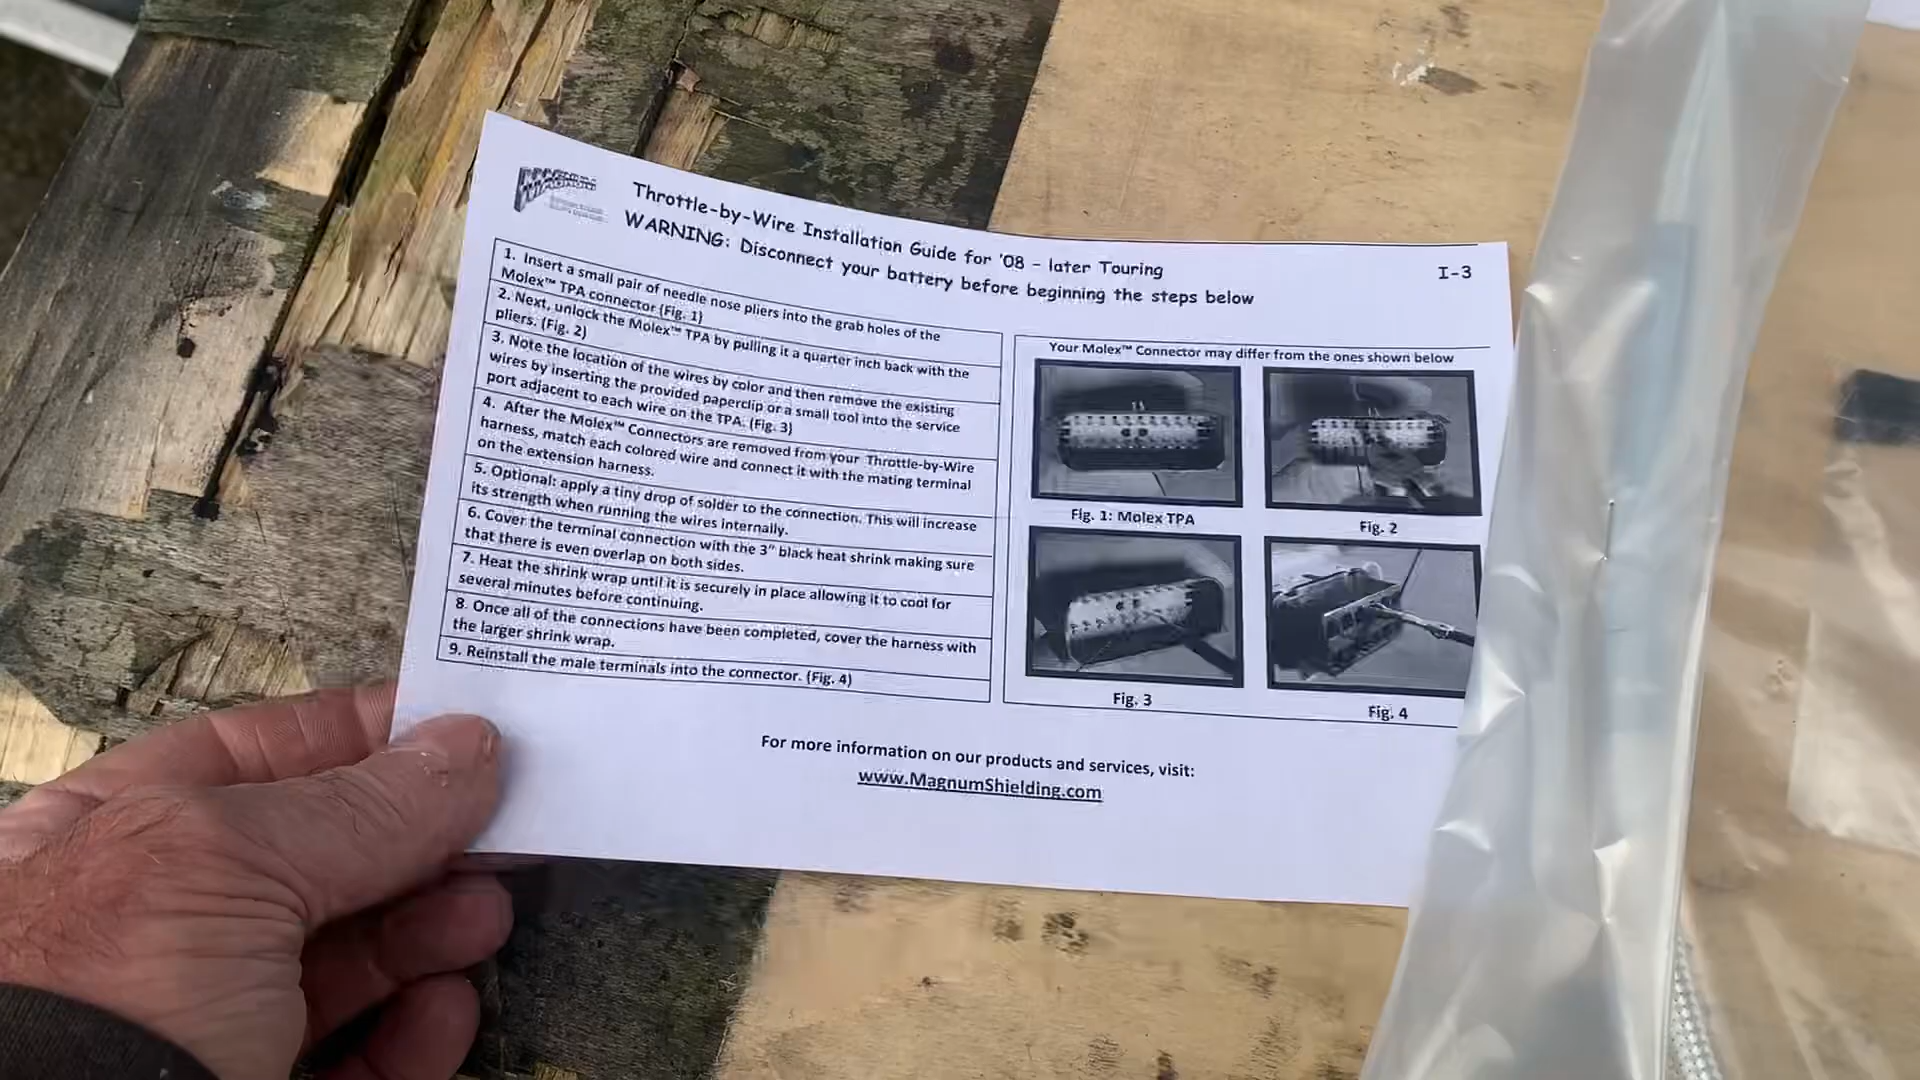 MAGNUM
Throttle-by-Wire Installation Guide for '08 - later Touring
WARNING: Disconnect your battery before beginning the steps below
I-3
1. Insert a small pair of needle nose pliers into the grab holes of the
Molex™ TPA connector (Fig. 1)
2. Next, unlock the Molex™ TPA by pulling it a quarter inch back with the
pliers. (Fig. 2)
3. Note the location of the wires by color and then remove the existing
wires by inserting the provided paperclip or a small tool into the service
port adjacent to each wire on the TPA. (Fig. 3)
4. After the Molex™ Connectors are removed from your Throttle-by-Wire
harness, match each colored wire and connect it with the mating terminal
on the extension harness.
5. Optional: apply a tiny drop of solder to the connection. This will increase
its strength when running the wires internally.
6. Cover the terminal connection with the 3" black heat shrink making sure
that there is even overlap on both sides.
7. Heat the shrink wrap until it is securely in place allowing it to cool for
several minutes before continuing.
8. Once all of the connections have been completed, cover the harness with
the larger shrink wrap.
9. Reinstall the male terminals into the connector. (Fig. 4)
Your Molex™ Connector may differ from the ones shown below
Fig. 1: Molex TPA
Fig. 2
Fig. 3
Fig. 4
For more information on our products and services, visit:
www.MagnumShielding.com